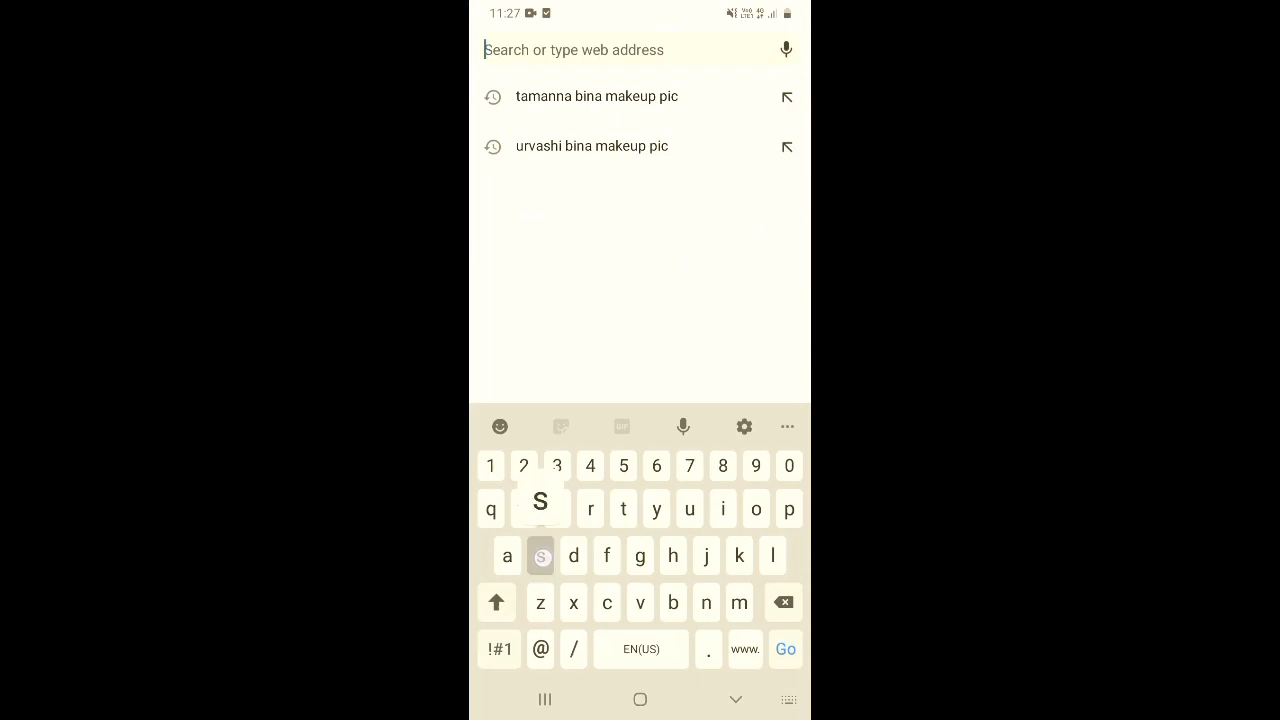 11:27
Search or type web address
tamanna bina makeup pic
urvashi bina makeup pic
GIF
1 2 3 4 5 6 7 8 9 0
q s r t y u i o p
a s d f g h j k l
z x c v b n m
!#1 @ / EN(US) . www. Go